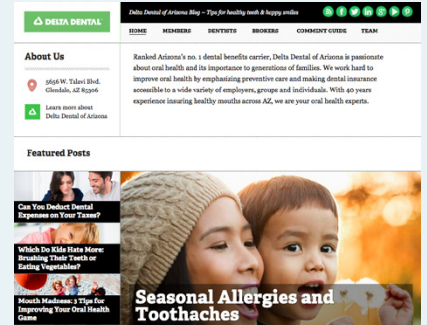 DELTA DENTAL
Delta Dental of Arizona Blog – Tips for healthy teeth & happy smiles
HOME MEMBERS DENTISTS BROKERS COMMENT GUIDE TEAM
About Us
5656 W. Talavi Blvd.
Glendale, AZ 85306
Learn more about
Delta Dental of Arizona
Ranked Arizona's no. 1 dental benefits carrier, Delta Dental of Arizona is passionate
about oral health and its importance to generations of families. We work hard to
improve oral health by emphasizing preventive care and making dental insurance
accessible to a wide variety of employers, groups and individuals. With 40 years
experience insuring healthy mouths across AZ, we are your oral health experts.
Featured Posts
Can You Deduct Dental
Expenses on Your Taxes?
Which Do Kids Hate More:
Brushing Their Teeth or
Eating Vegetables?
Mouth Madness: 3 Tips for
Improving Your Oral Health
Game
Seasonal Allergies and
Toothaches